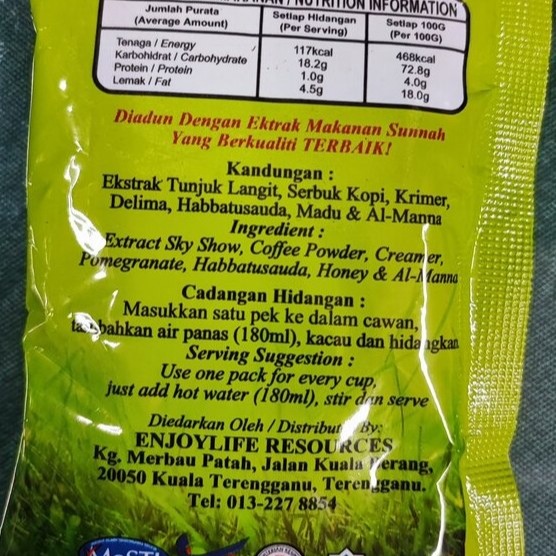 NUTRITION INFORMATION
Jumlah Purata
(Average Amount)
Setiap Hidangan
(Per Serving)
Setiap 100G
(Per 100G)
Tenaga / Energy 117kcal 468kcal
Karbohidrat / Carbohydrate 18.2g 72.8g
Protein / Protein 1.0g 4.0g
Lemak / Fat 4.5g 18.0g
Diadun Dengan Ektrak Makanan Sunnah
Yang Berkualiti TERBAIK!
Kandungan :
Ekstrak Tunjuk Langit, Serbuk Kopi, Krimer,
Delima, Habbatusauda, Madu & Al-Manna
Ingredient :
Extract Sky Show, Coffee Powder, Creamer,
Pomegranate, Habbatusauda, Honey & Al-Manna
Cadangan Hidangan :
Masukkan satu pek ke dalam cawan,
tambahkan air panas (180ml), kacau dan hidangkan
Serving Suggestion :
Use one pack for every cup,
just add hot water (180ml), stir dan serve
Diedarkan Oleh / Distribut By:
ENJOYLIFE RESOURCES
Kg. Merbau Patah, Jalan Kuala Berang,
20050 Kuala Terengganu, Terengganu.
Tel: 013-227 8854